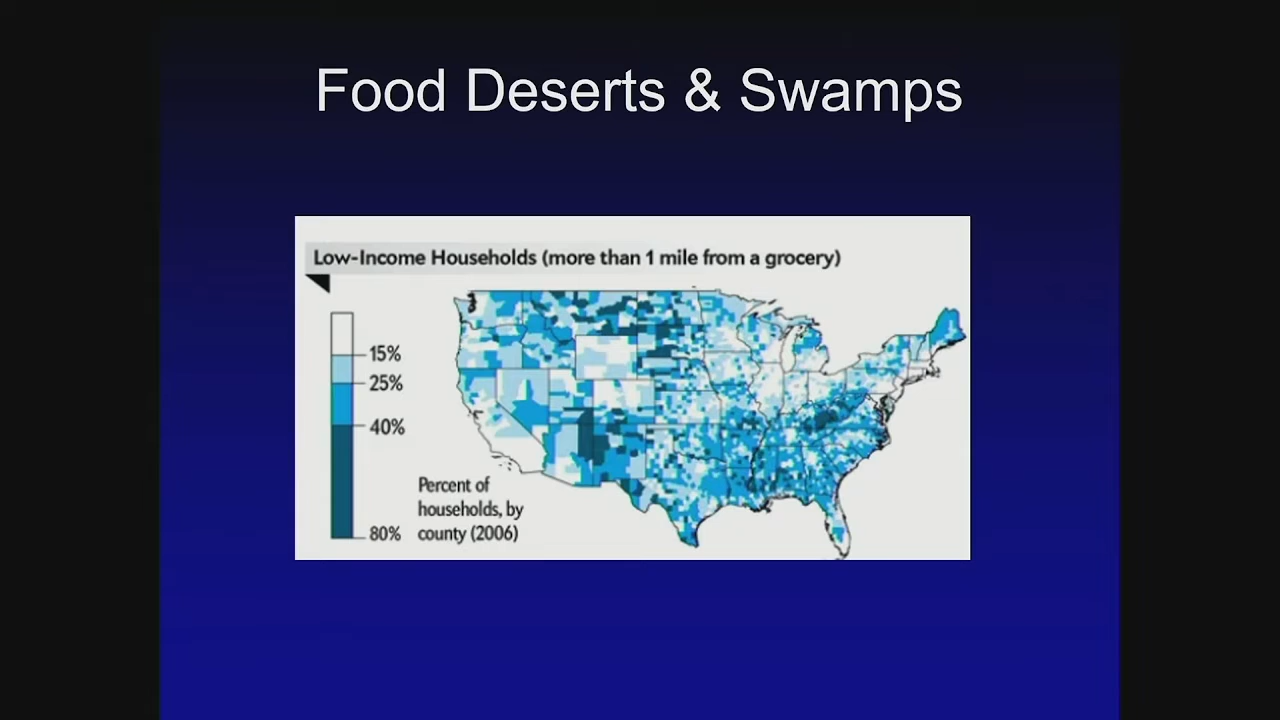 Food Deserts & Swamps
Low-Income Households (more than 1 mile from a grocery)
15%
25%
40%
80%
Percent of
households, by
county (2006)